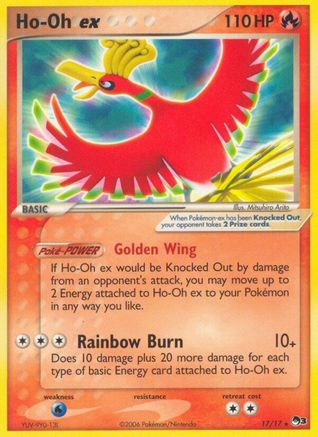 Ho-Oh ex 110 HP
Illus. Mitsuhiro Arita
BASIC
When Pokémon-ex has been Knocked Out,
your opponent takes 2 Prize cards.
Poké-POWER Golden Wing
If Ho-Oh ex would be Knocked Out by damage
from an opponent's attack, you may move up to
2 Energy attached to Ho-Oh ex to your Pokémon
in any way you like.
Rainbow Burn 10+
Does 10 damage plus 20 more damage for each
type of basic Energy card attached to Ho-Oh ex.
weakness resistance retreat cost
YUV-9Y0-13L ©2006 Pokémon/Nintendo 17/17 ★ 3